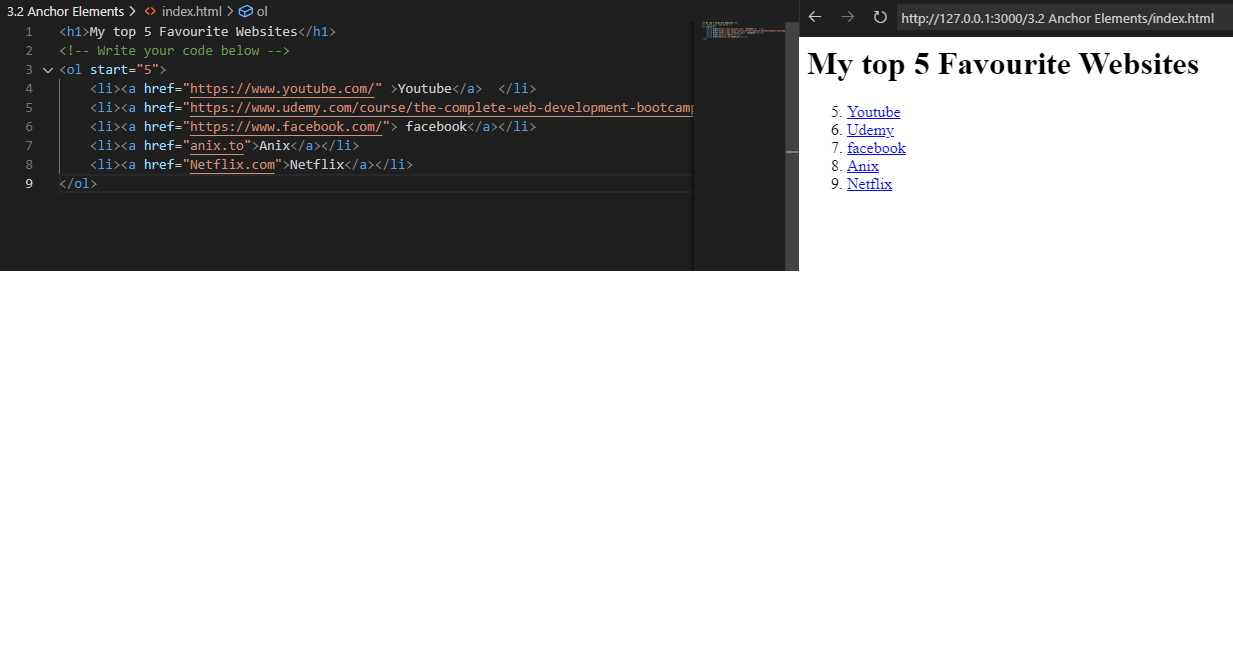 3.2 Anchor Elements > <> index.html > ol
1 <h1>My top 5 Favourite Websites</h1>
2 <!-- Write your code below -->
3 <ol start="5">
4 <li><a href="https://www.youtube.com/" >Youtube</a>  </li>
5 <li><a href="https://www.udemy.com/course/the-complete-web-development-bootcamp
6 <li><a href="https://www.facebook.com/"> facebook</a></li>
7 <li><a href="anix.to">Anix</a></li>
8 <li><a href="Netflix.com">Netflix</a></li>
9 </ol>
http://127.0.0.1:3000/3.2 Anchor Elements/index.html
My top 5 Favourite Websites
5. Youtube
6. Udemy
7. facebook
8. Anix
9. Netflix